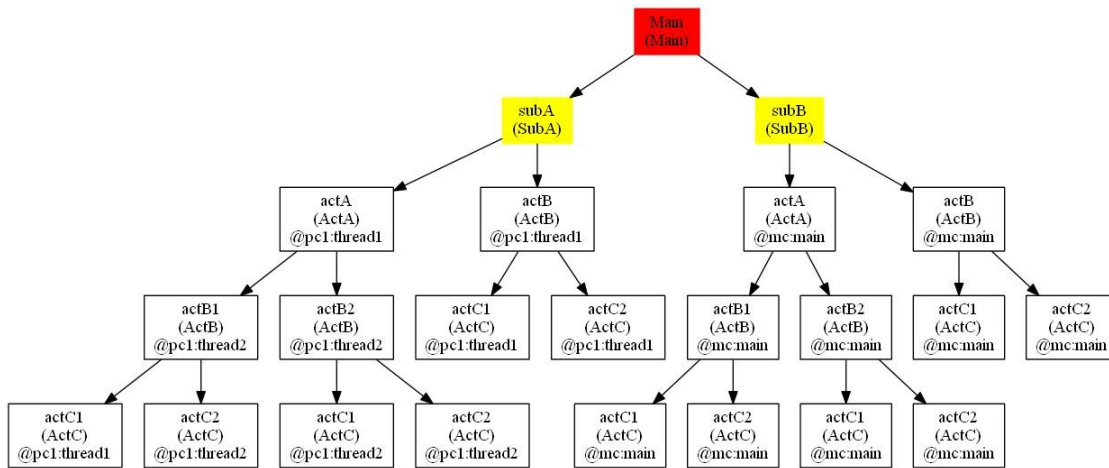 Main
(Main)
subA
(SubA)
subB
(SubB)
actA
(ActA)
@pc1:thread1
actB
(ActB)
@pc1:thread1
actA
(ActA)
@mc:main
actB
(ActB)
@mc:main
actB1
(ActB)
@pc1:thread2
actB2
(ActB)
@pc1:thread2
actC1
(ActC)
@pc1:thread1
actC2
(ActC)
@pc1:thread1
actB1
(ActB)
@mc:main
actB2
(ActB)
@mc:main
actC1
(ActC)
@mc:main
actC2
(ActC)
@mc:main
actC1
(ActC)
@pc1:thread1
actC2
(ActC)
@pc1:thread2
actC1
(ActC)
@pc1:thread2
actC2
(ActC)
@pc1:thread2
actC1
(ActC)
@mc:main
actC2
(ActC)
@mc:main
actC1
(ActC)
@mc:main
actC2
(ActC)
@mc:main